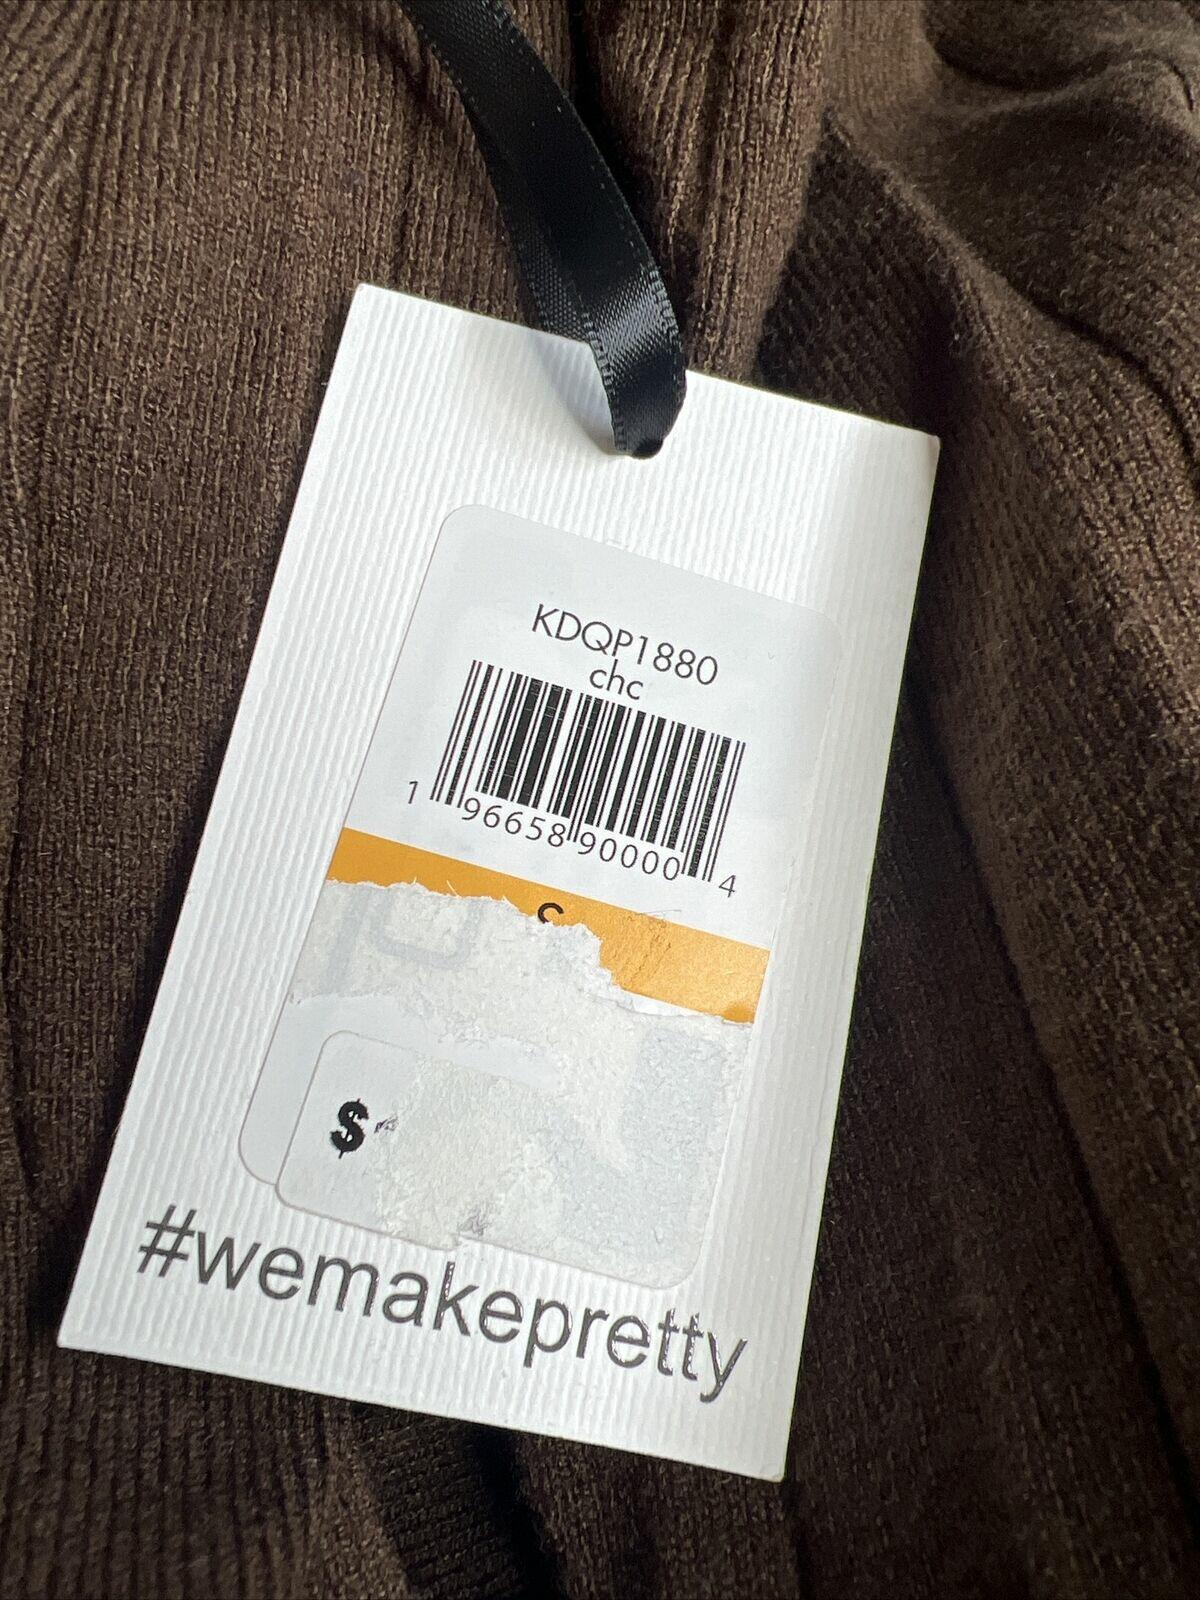 KDQP1880
chc
1 96658 90000 4
$
#wemakepretty